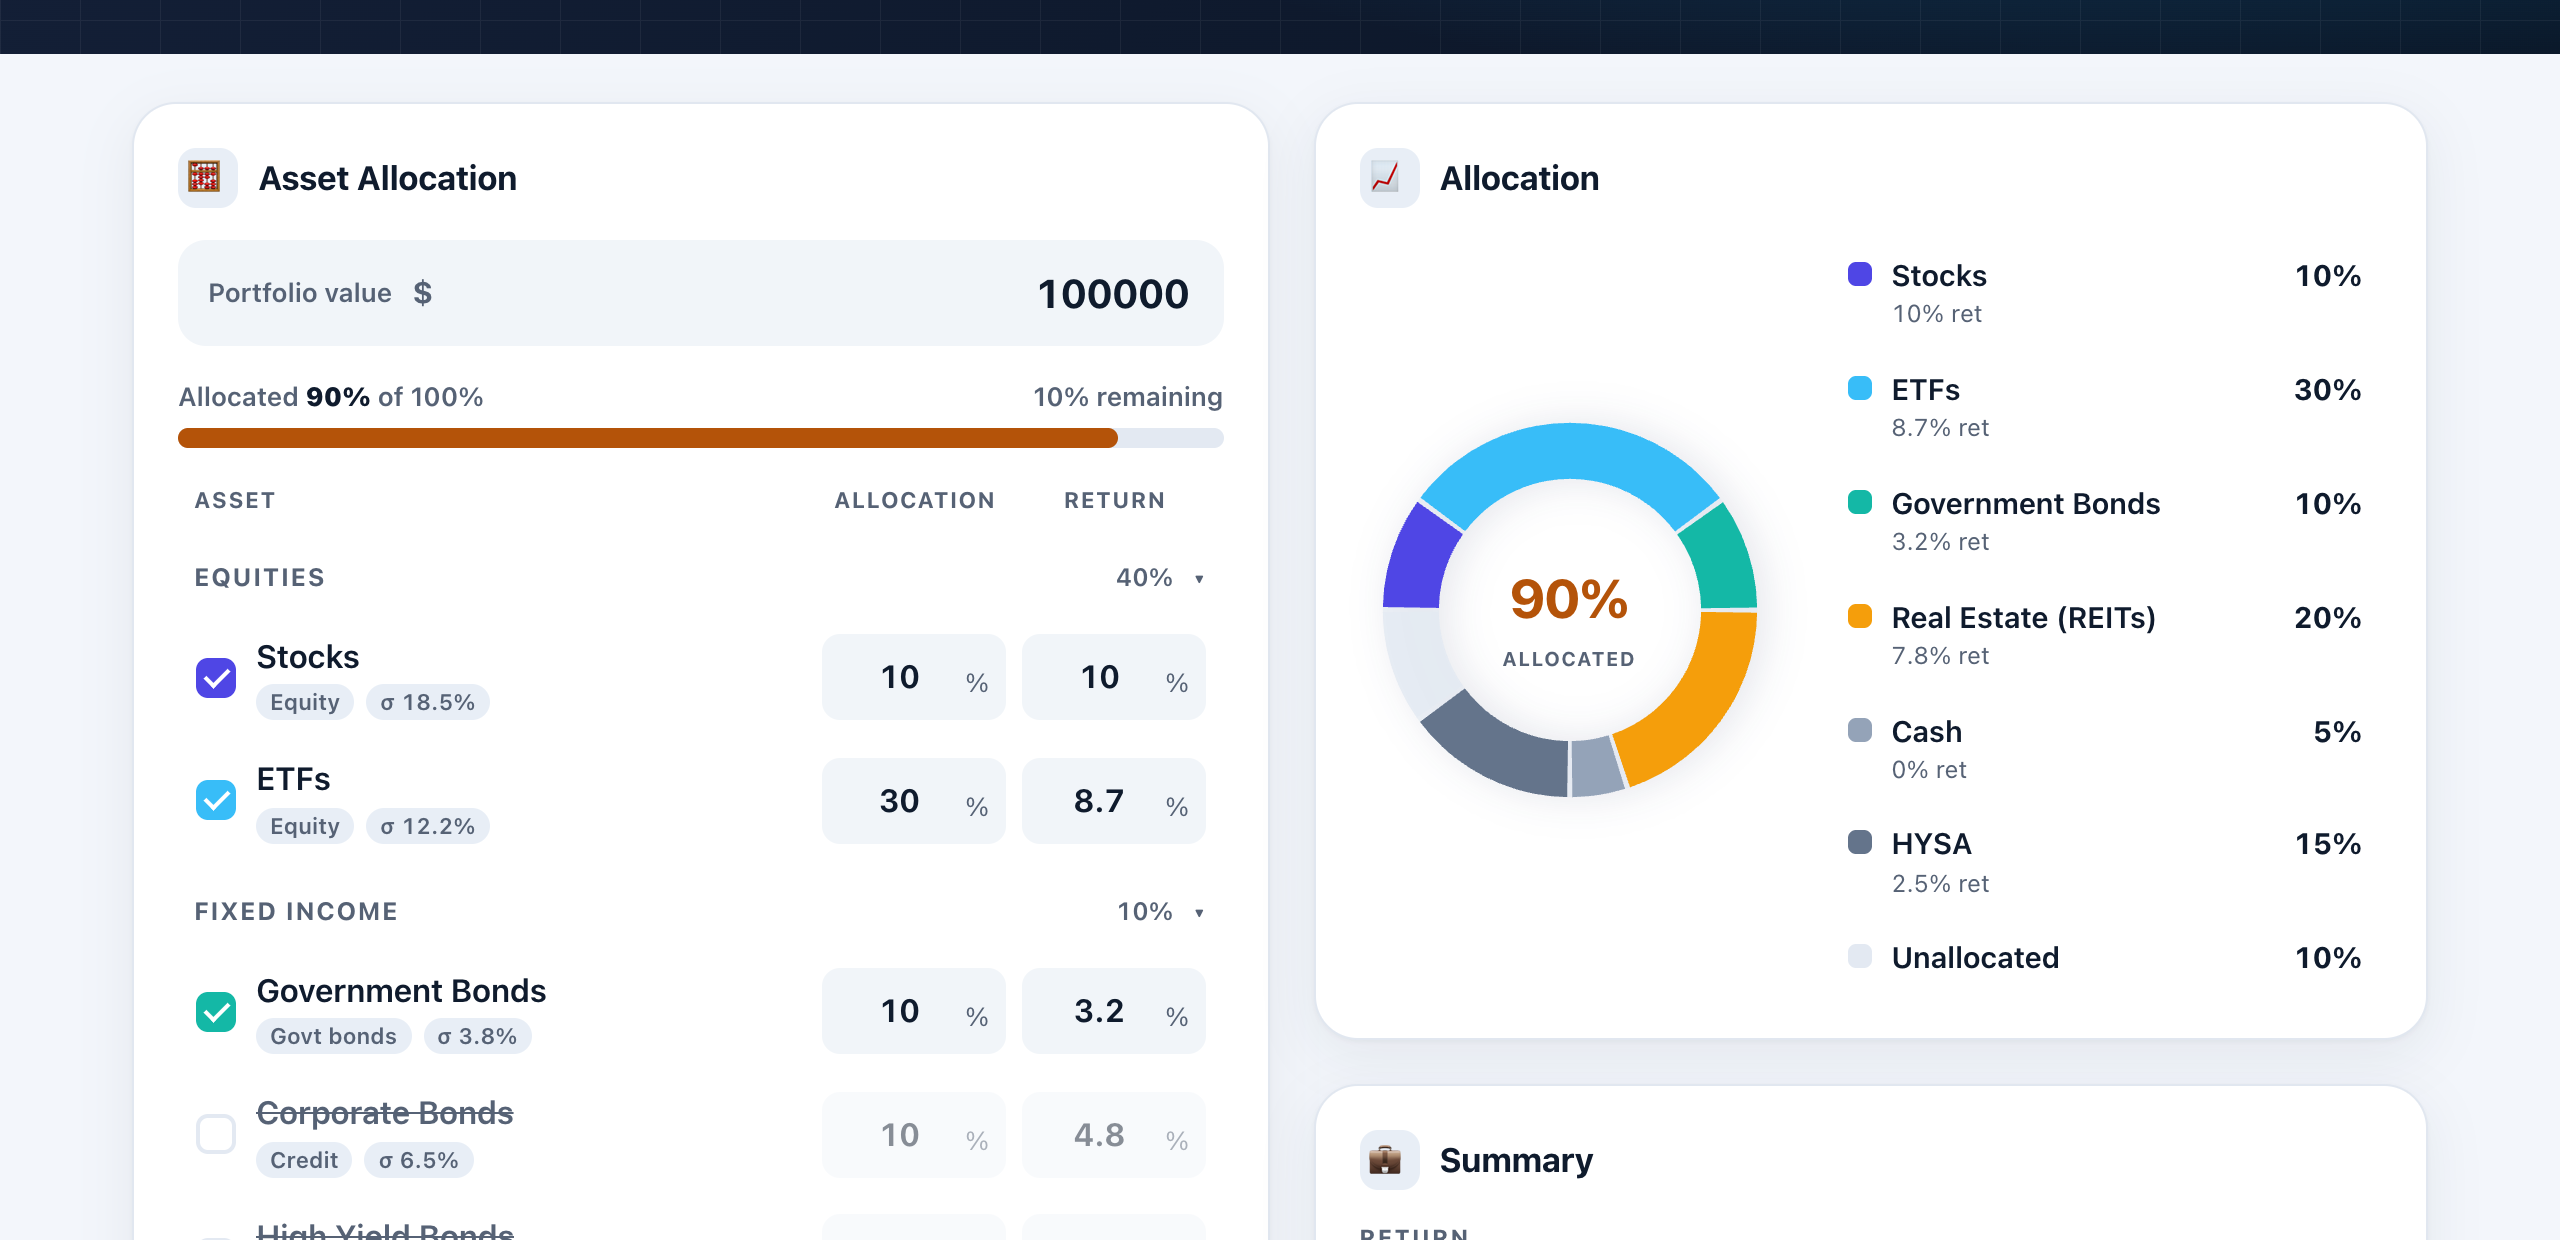 Asset Allocation
Portfolio value $ 100000
Allocated 90% of 100% 10% remaining
ASSET ALLOCATION RETURN
EQUITIES 40% ▾
Stocks
Equity σ 18.5%
10 % 10 %
ETFs
Equity σ 12.2%
30 % 8.7 %
FIXED INCOME 10% ▾
Government Bonds
Govt bonds σ 3.8%
10 % 3.2 %
Corporate Bonds
Credit σ 6.5%
10 % 4.8 %
High Yield Bonds
Allocation
90%
ALLOCATED
Stocks 10%
10% ret
ETFs 30%
8.7% ret
Government Bonds 10%
3.2% ret
Real Estate (REITs) 20%
7.8% ret
Cash 5%
0% ret
HYSA 15%
2.5% ret
Unallocated 10%
Summary
RETURN